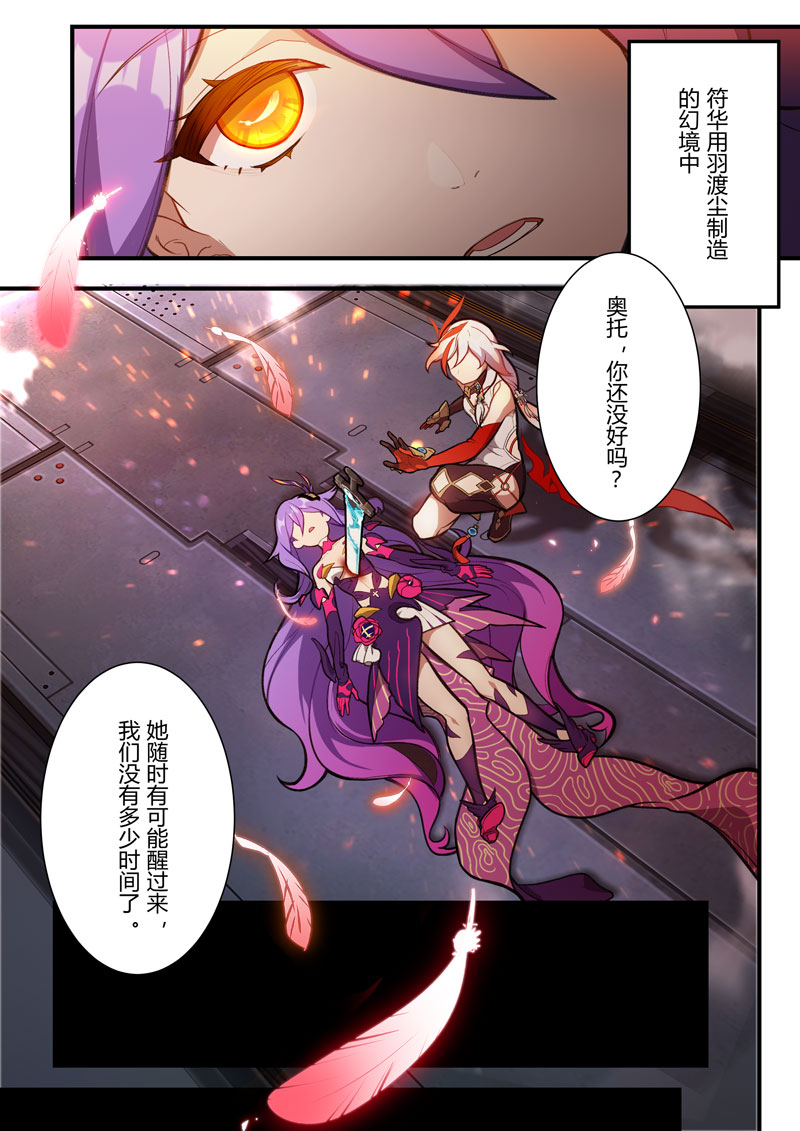 符华用羽渡尘制造
的幻境中
奥托，你还没好吗？
她随时有可能醒过来，
我们没有多少时间了。